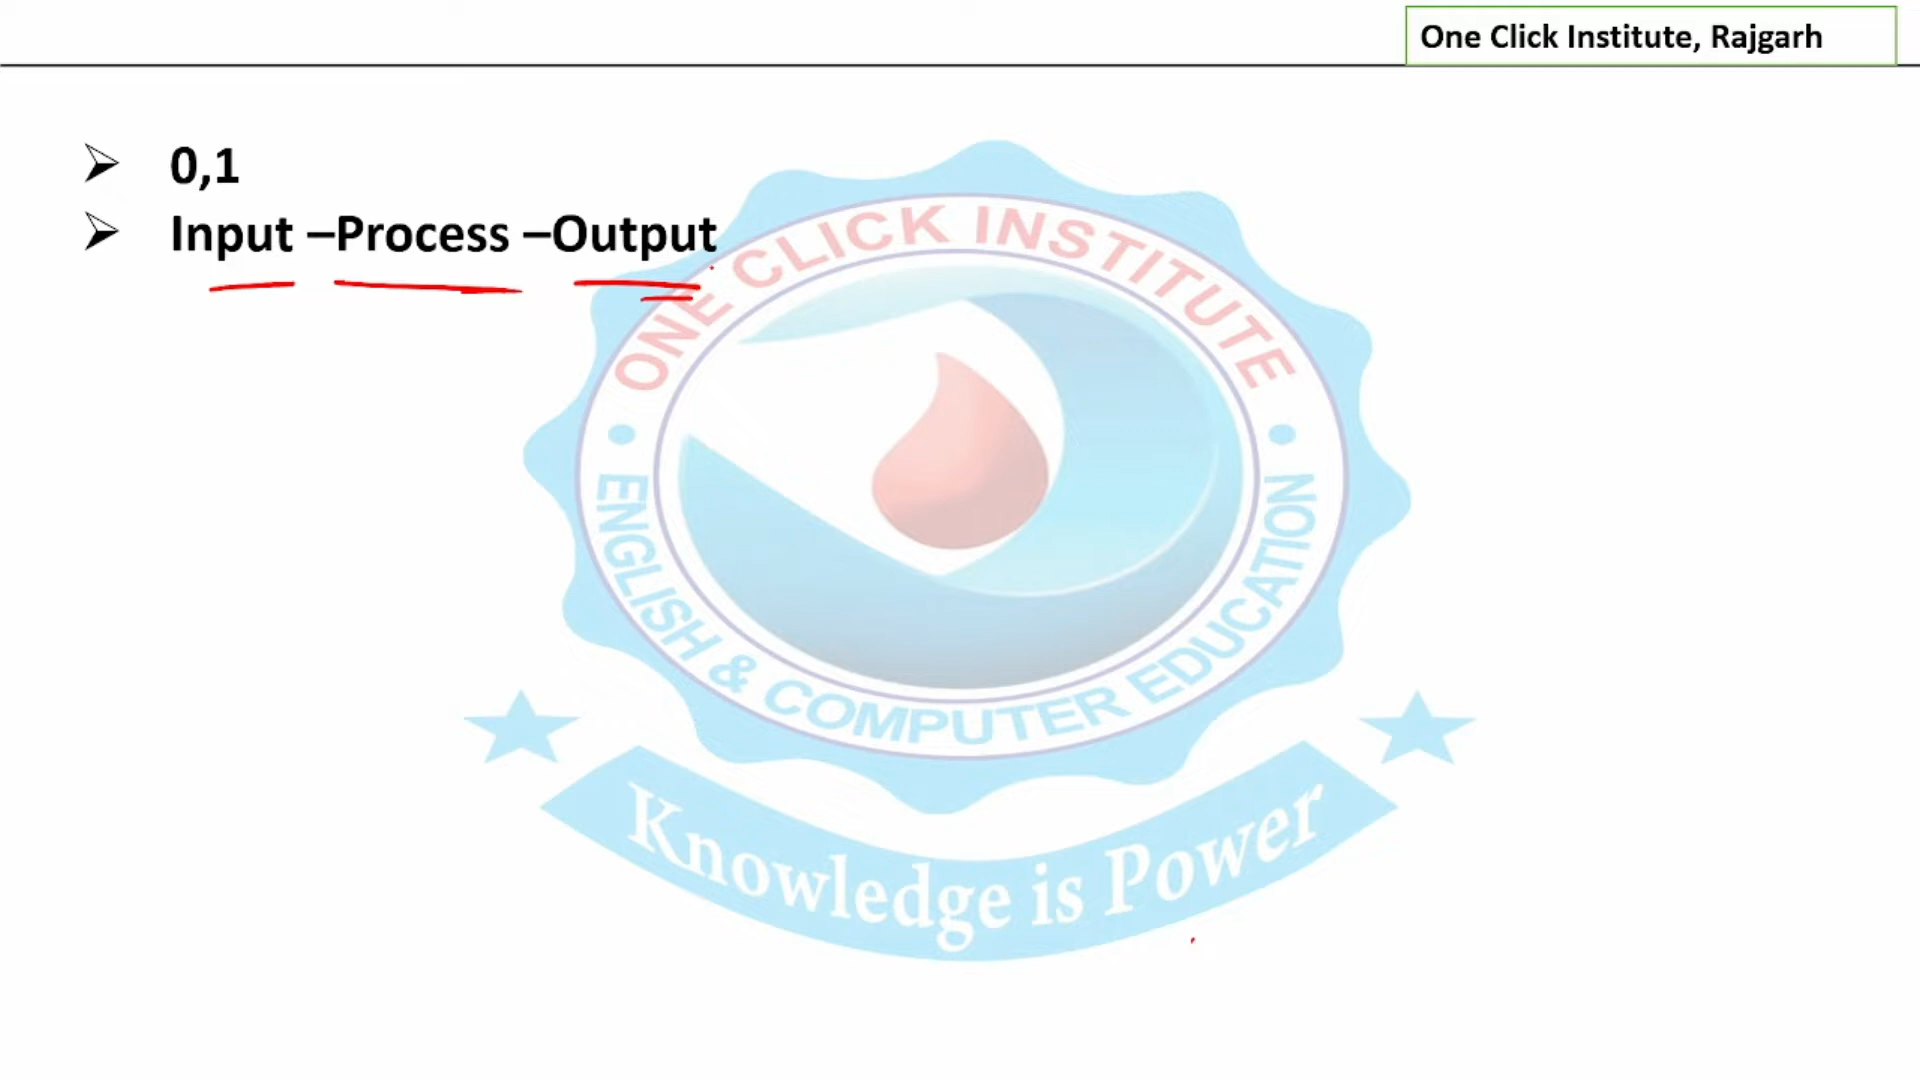 One Click Institute, Rajgarh
➢ 0,1
➢ Input –Process –Output
ONE CLICK INSTITUTE
ENGLISH & COMPUTER EDUCATION
Knowledge is Power